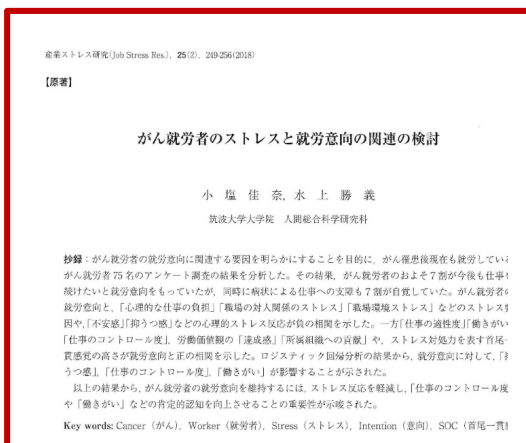 産業ストレス研究(Job Stress Res.), 25(2), 249-256(2018)
【原著】
がん就労者のストレスと就労意向の関連の検討
小 塩 佳 奈, 水 上 勝 義
筑波大学大学院 人間総合科学研究科
抄録：がん就労者の就労意向に関連する要因を明らかにすることを目的に，がん罹患後現在も就労している
がん就労者 75 名のアンケート調査の結果を分析した。その結果，がん就労者のおよそ 7 割が今後も仕事を
続けたいと就労意向をもっていたが，同時に病状による仕事への支障も 7 割が自覚していた。がん就労者の
就労意向と，「心理的な仕事の負担」「職場の対人関係のストレス」「職場環境ストレス」などのストレス要
因や，「不安感」「抑うつ感」などの心理的ストレス反応が負の相関を示した。一方「仕事の適性度」「働きがい
「仕事のコントロール度」，労働価値観の「達成感」「所属組織への貢献」や，ストレス対処力を表す首尾一
貫感覚の高さが就労意向と正の相関を示した。ロジスティック回帰分析の結果から，就労意向に対して，「抑
うつ感」，「仕事のコントロール度」，「働きがい」が影響することが示された。
以上の結果から，がん就労者の就労意向を維持するには，ストレス反応を軽減し，「仕事のコントロール度
や「働きがい」などの肯定的認知を向上させることの重要性が示唆された。
Key words: Cancer（がん），Worker（就労者），Stress（ストレス），Intention（意向），SOC（首尾一貫